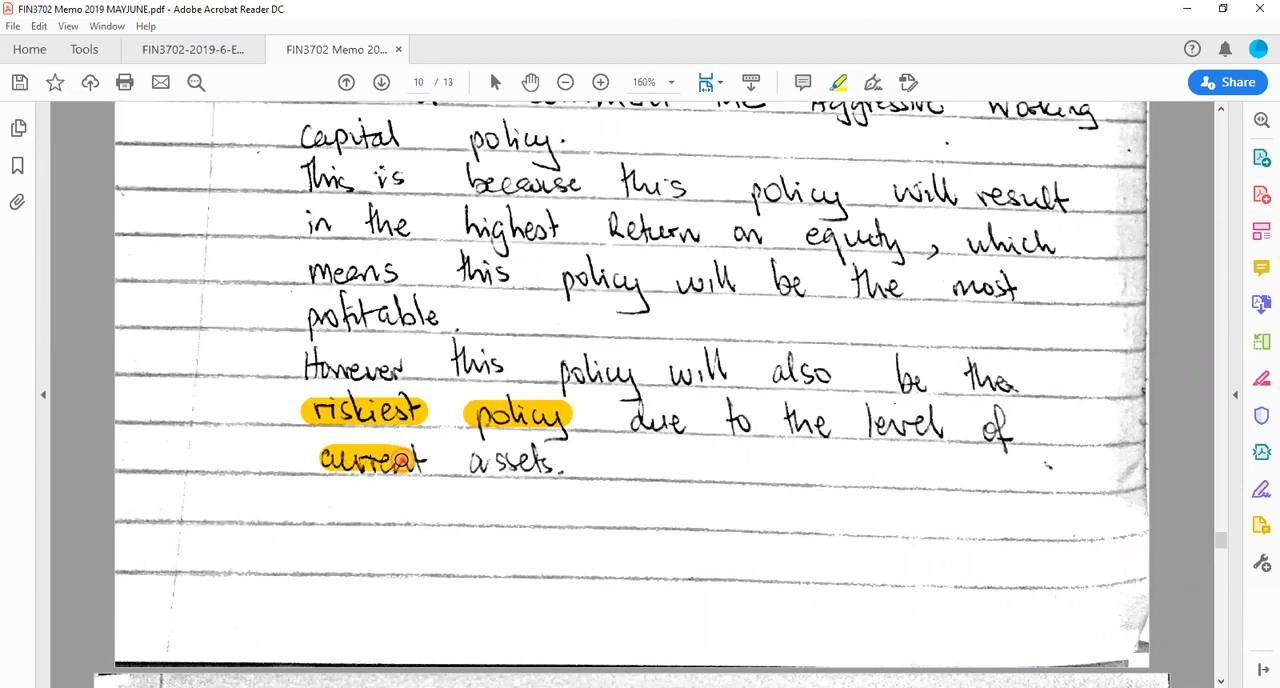 FIN3702 Memo 2019 MAYJUNE.pdf - Adobe Acrobat Reader DC
File Edit View Window Help
Home Tools FIN3702-2019-6-E... FIN3702 Memo 20... ×
10 / 13 160% Share
Aggressive Working
capital policy.
This is because this policy will result
in the highest Return on equity, which
means this policy will be the most
profitable.
However this policy will also be the
riskiest policy due to the level of
current assets.